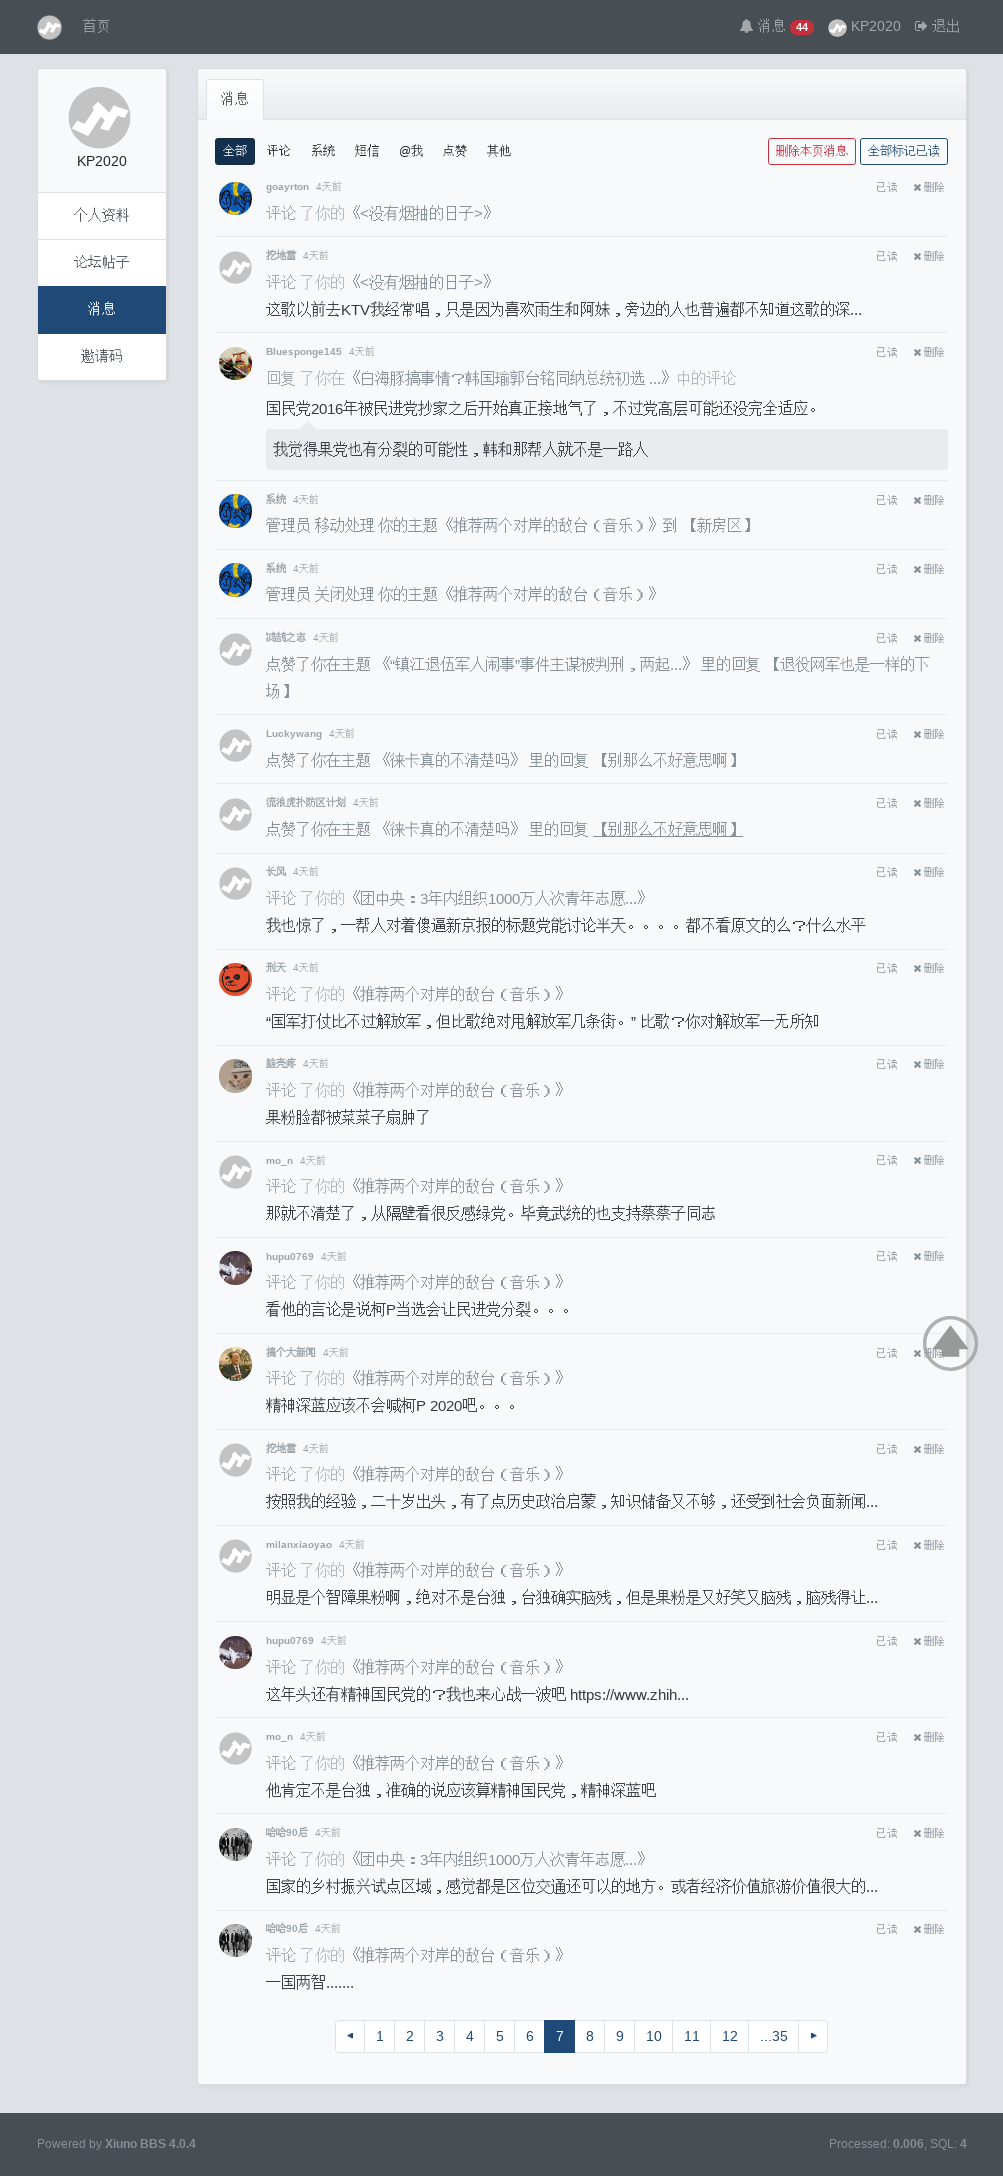 首页
消息 44 KP2020 退出
KP2020
个人资料
论坛帖子
消息
邀请码
消息
全部 评论 系统 短信 @我 点赞 其他 删除本页消息 全部标记已读
goayrton 4天前 已读 ✖删除
评论了你的《<没有烟抽的日子>》
挖地雷 4天前 已读 ✖删除
评论了你的《<没有烟抽的日子>》
这歌以前去KTV我经常唱，只是因为喜欢雨生和阿妹，旁边的人也普遍都不知道这歌的深...
Bluesponge145 4天前 已读 ✖删除
回复了你在《白海豚搞事情？韩国瑜郭台铭同纳总统初选 ...》中的评论
国民党2016年被民进党抄家之后开始真正接地气了，不过党高层可能还没完全适应。
我觉得果党也有分裂的可能性，韩和那帮人就不是一路人
系统 4天前 已读 ✖删除
管理员 移动处理 你的主题《推荐两个对岸的敌台（音乐）》到 【新房区】
系统 4天前 已读 ✖删除
管理员 关闭处理 你的主题《推荐两个对岸的敌台（音乐）》
鸿鹄之志 4天前 已读 ✖删除
点赞了你在主题 《“镇江退伍军人闹事”事件主谋被判刑，两起...》 里的回复 【退役网军也是一样的下
场】
Luckywang 4天前 已读 ✖删除
点赞了你在主题 《徕卡真的不清楚吗》 里的回复 【别那么不好意思啊】
流浪虎扑防区计划 4天前 已读 ✖删除
点赞了你在主题 《徕卡真的不清楚吗》 里的回复 【别那么不好意思啊】
长风 4天前 已读 ✖删除
评论了你的《团中央：3年内组织1000万人次青年志愿...》
我也惊了，一帮人对着傻逼新京报的标题党能讨论半天。。。。都不看原文的么？什么水平
刑天 4天前 已读 ✖删除
评论了你的《推荐两个对岸的敌台（音乐）》
“国军打仗比不过解放军，但比歌绝对甩解放军几条街。” 比歌？你对解放军一无所知
脑壳疼 4天前 已读 ✖删除
评论了你的《推荐两个对岸的敌台（音乐）》
果粉脸都被菜菜子扇肿了
mo_n 4天前 已读 ✖删除
评论了你的《推荐两个对岸的敌台（音乐）》
那就不清楚了，从隔壁看很反感绿党。毕竟武统的也支持蔡蔡子同志
hupu0769 4天前 已读 ✖删除
评论了你的《推荐两个对岸的敌台（音乐）》
看他的言论是说柯P当选会让民进党分裂。。。
搞个大新闻 4天前 已读 ✖删除
评论了你的《推荐两个对岸的敌台（音乐）》
精神深蓝应该不会喊柯P 2020吧。。。
挖地雷 4天前 已读 ✖删除
评论了你的《推荐两个对岸的敌台（音乐）》
按照我的经验，二十岁出头，有了点历史政治启蒙，知识储备又不够，还受到社会负面新闻...
milanxiaoyao 4天前 已读 ✖删除
评论了你的《推荐两个对岸的敌台（音乐）》
明显是个智障果粉啊，绝对不是台独，台独确实脑残，但是果粉是又好笑又脑残，脑残得让...
hupu0769 4天前 已读 ✖删除
评论了你的《推荐两个对岸的敌台（音乐）》
这年头还有精神国民党的？我也来心战一波吧 https://www.zhih...
mo_n 4天前 已读 ✖删除
评论了你的《推荐两个对岸的敌台（音乐）》
他肯定不是台独，准确的说应该算精神国民党，精神深蓝吧
哈哈90后 4天前 已读 ✖删除
评论了你的《团中央：3年内组织1000万人次青年志愿...》
国家的乡村振兴试点区域，感觉都是区位交通还可以的地方。或者经济价值旅游价值很大的...
哈哈90后 4天前 已读 ✖删除
评论了你的《推荐两个对岸的敌台（音乐）》
一国两智.......
◀ 1 2 3 4 5 6 7 8 9 10 11 12 ...35 ▶
Powered by Xiuno BBS 4.0.4 Processed: 0.006, SQL: 4